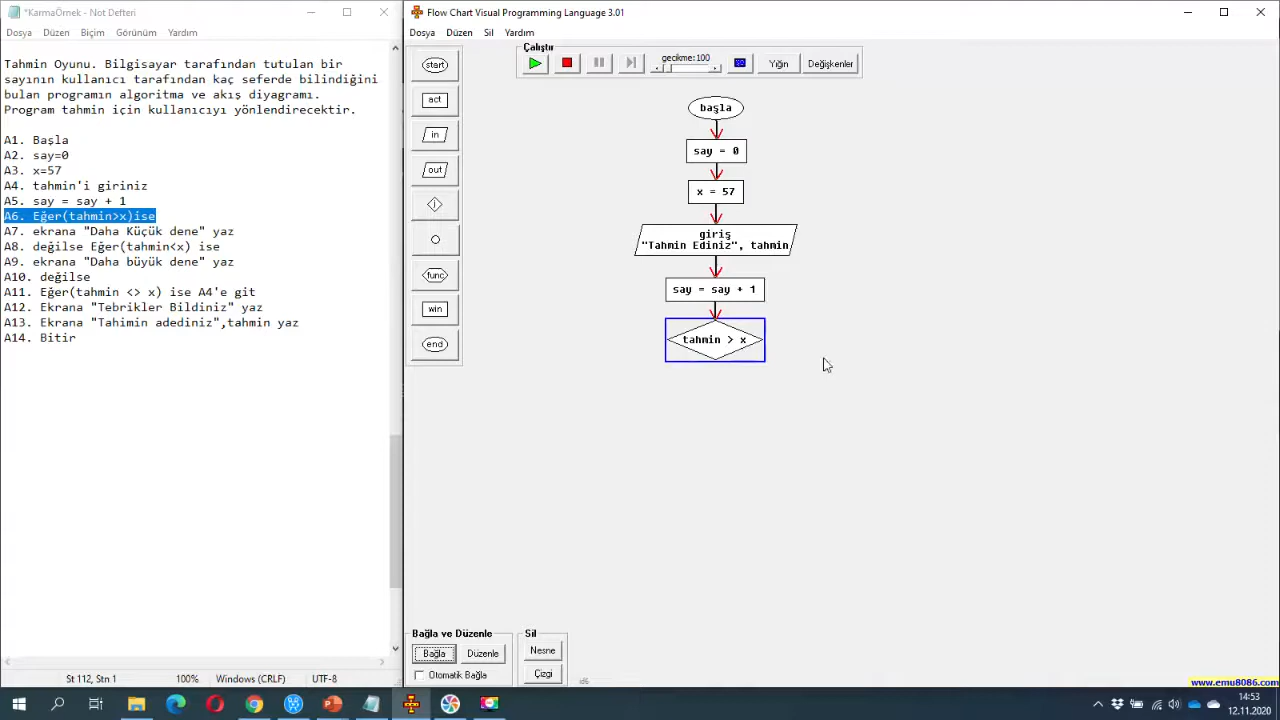 *KarmaÖrnek - Not Defteri
Dosya Düzen Biçim Görünüm Yardım
Tahmin Oyunu. Bilgisayar tarafından tutulan bir
sayının kullanıcı tarafından kaç seferde bilindiğini
bulan programın algoritma ve akış diyagramı.
Program tahmin için kullanıcıyı yönlendirecektir.
A1. Başla
A2. say=0
A3. x=57
A4. tahmin'i giriniz
A5. say = say + 1
A6. Eğer(tahmin>x)ise
A7. ekrana "Daha Küçük dene" yaz
A8. değilse Eğer(tahmin<x) ise
A9. ekrana "Daha büyük dene" yaz
A10. değilse
A11. Eğer(tahmin <> x) ise A4'e git
A12. Ekrana "Tebrikler Bildiniz" yaz
A13. Ekrana "Tahimin adediniz",tahmin yaz
A14. Bitir
St 112, Stn 1 100% Windows (CRLF) UTF-8
Flow Chart Visual Programming Language 3.01
Dosya Düzen Sil Yardın
Çalıştır
gecikme:100
Yığın
Değişkenler
start
act
in
out
i
func
win
end
başla
say = 0
x = 57
giriş
"Tahmin Ediniz", tahmin
say = say + 1
tahmin > x
Bağla ve Düzenle
Bağla Düzenle
Otomatik Bağla
Sil
Nesne
Çizgi
www.emu8086.com
14:53
12.11.2020